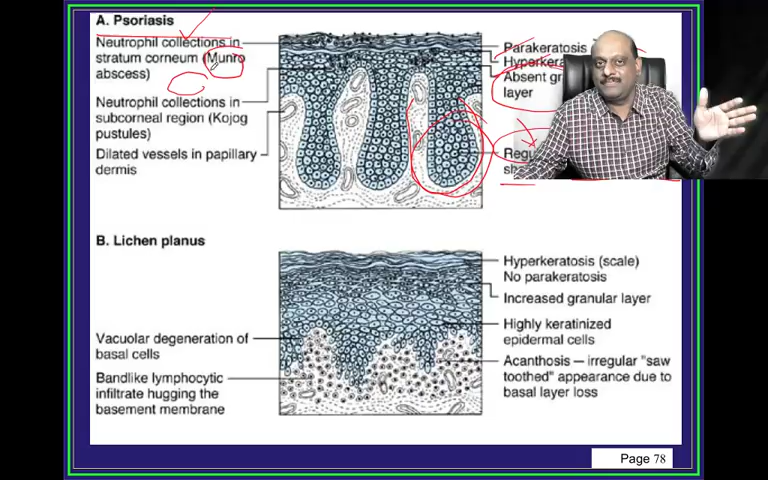 A. Psoriasis
Neutrophil collections in
stratum corneum (Munro
abscess)
Neutrophil collections in
subcorneal region (Kojog
pustules)
Dilated vessels in papillary
dermis
Parakeratosis
Absent
layer
B. Lichen planus
Vacuolar degeneration of
basal cells
Bandlike lymphocytic
infiltrate hugging the
basement membrane
Hyperkeratosis (scale)
No parakeratosis
Increased granular layer
Highly keratinized
epidermal cells
Acanthosis — irregular "saw
toothed" appearance due to
basal layer loss
Page 78